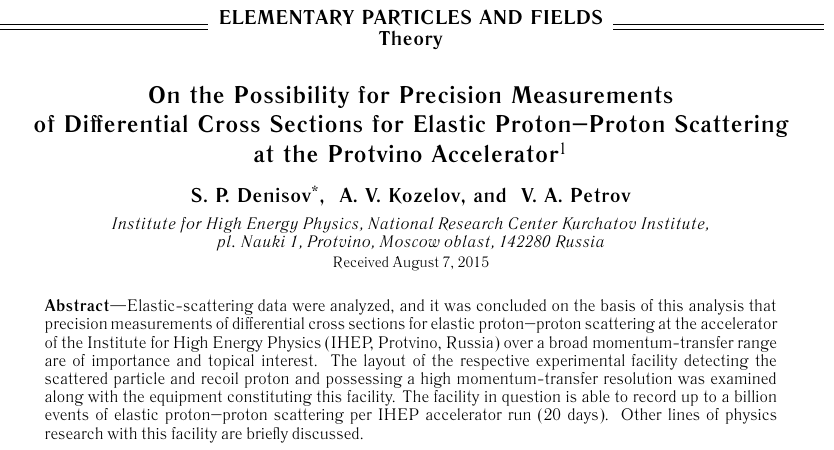 ELEMENTARY PARTICLES AND FIELDS
Theory
On the Possibility for Precision Measurements
of Differential Cross Sections for Elastic Proton–Proton Scattering
at the Protvino Accelerator¹
S. P. Denisov*, A. V. Kozelov, and V. A. Petrov
Institute for High Energy Physics, National Research Center Kurchatov Institute,
pl. Nauki 1, Protvino, Moscow oblast, 142280 Russia
Received August 7, 2015
Abstract—Elastic-scattering data were analyzed, and it was concluded on the basis of this analysis that
precision measurements of differential cross sections for elastic proton–proton scattering at the accelerator
of the Institute for High Energy Physics (IHEP, Protvino, Russia) over a broad momentum-transfer range
are of importance and topical interest. The layout of the respective experimental facility detecting the
scattered particle and recoil proton and possessing a high momentum-transfer resolution was examined
along with the equipment constituting this facility. The facility in question is able to record up to a billion
events of elastic proton–proton scattering per IHEP accelerator run (20 days). Other lines of physics
research with this facility are briefly discussed.